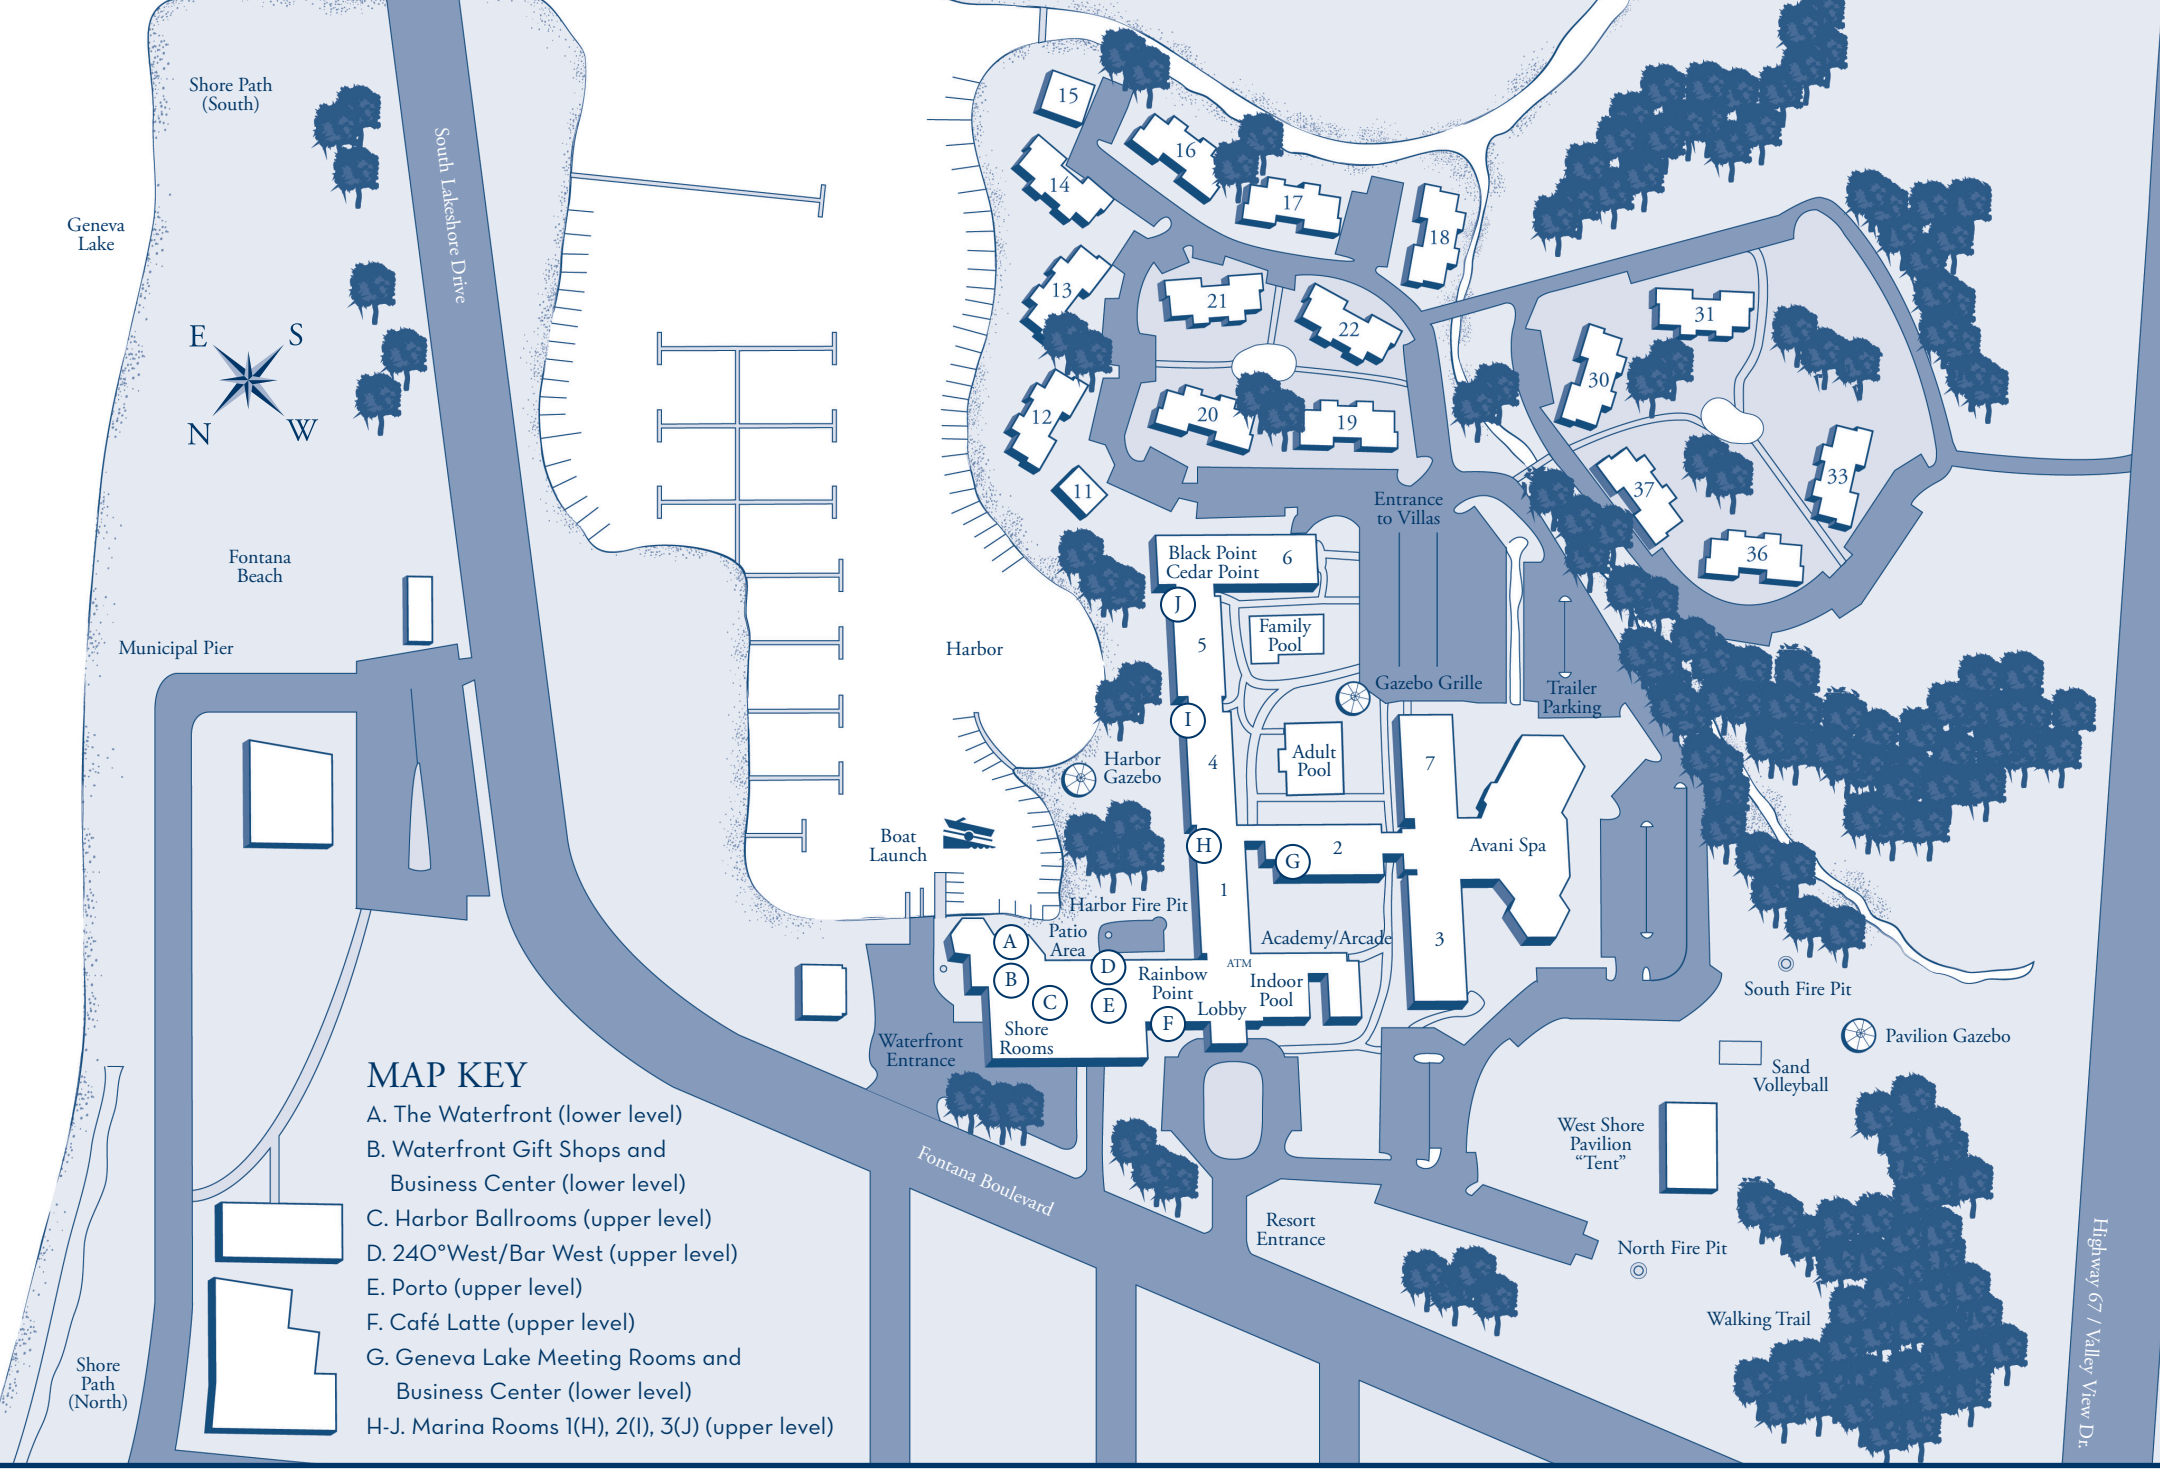 Shore Path
(South)
South Lakeshore Drive
Geneva
Lake
E
S
N
W
Fontana
Beach
Municipal Pier
Harbor
Boat
Launch
Harbor
Gazebo
Harbor Fire Pit
Patio
Area
15
16
14
17
18
13
21
22
12
20
19
11
31
30
37
33
36
Entrance
to Villas
Black Point
Cedar Point
6
J
5
Family
Pool
Gazebo Grille
Trailer
Parking
I
4
Adult
Pool
7
H
G
2
Avani Spa
1
Academy/Arcade
3
A
B
C
D
E
F
Rainbow
Point
ATM
Indoor
Pool
Lobby
Shore
Rooms
Waterfront
Entrance
South Fire Pit
Pavilion Gazebo
Sand
Volleyball
West Shore
Pavilion
“Tent”
Resort
Entrance
North Fire Pit
Walking Trail
Fontana Boulevard
Highway 67 / Valley View Dr.
Shore
Path
(North)
MAP KEY
A. The Waterfront (lower level)
B. Waterfront Gift Shops and
Business Center (lower level)
C. Harbor Ballrooms (upper level)
D. 240°West/Bar West (upper level)
E. Porto (upper level)
F. Café Latte (upper level)
G. Geneva Lake Meeting Rooms and
Business Center (lower level)
H-J. Marina Rooms 1(H), 2(I), 3(J) (upper level)